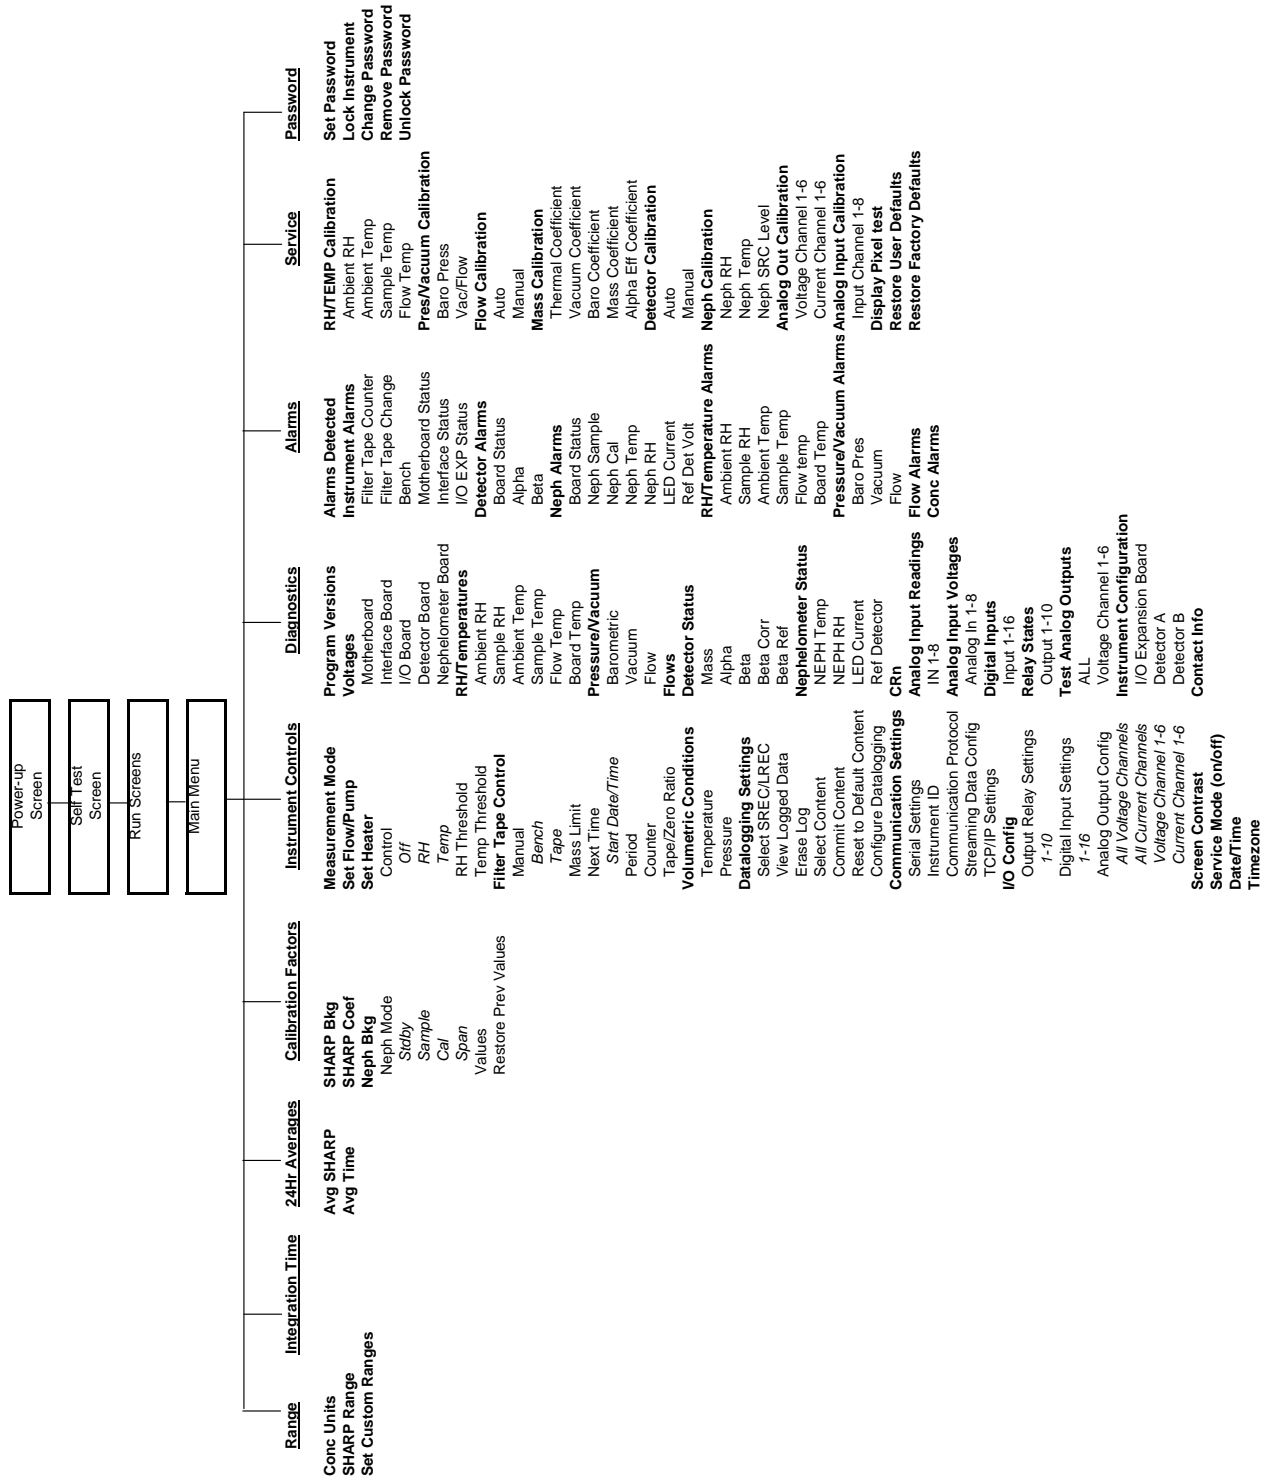 Power-up
Screen
Self Test
Screen
Run Screens
Main Menu
Range
Conc Units
SHARP Range
Set Custom Ranges
Integration Time
24Hr Averages
Avg SHARP
Avg Time
Calibration Factors
SHARP Bkg
SHARP Coef
Neph Bkg
Neph Mode
Stdby
Sample
Cal
Span
Values
Restore Prev Values
Instrument Controls
Measurement Mode
Set Flow/Pump
Set Heater
Control
Off
RH
Temp
RH Threshold
Temp Threshold
Filter Tape Control
Manual
Bench
Tape
Mass Limit
Next Time
Start Date/Time
Period
Counter
Tape/Zero Ratio
Volumetric Conditions
Temperature
Pressure
Datalogging Settings
Select SREC/LREC
View Logged Data
Erase Log
Select Content
Commit Content
Reset to Default Content
Configure Datalogging
Communication Settings
Serial Settings
Instrument ID
Communication Protocol
Streaming Data Config
TCP/IP Settings
I/O Config
Output Relay Settings
1-10
Digital Input Settings
1-16
Analog Output Config
All Voltage Channels
All Current Channels
Voltage Channel 1-6
Current Channel 1-6
Screen Contrast
Service Mode (on/off)
Date/Time
Timezone
Diagnostics
Program Versions
Voltages
Motherboard
Interface Board
I/O Board
Detector Board
Nephelometer Board
RH/Temperatures
Ambient RH
Sample RH
Ambient Temp
Sample Temp
Flow Temp
Board Temp
Pressure/Vacuum
Barometric
Vacuum
Flow
Flows
Detector Status
Mass
Alpha
Beta
Beta Corr
Beta Ref
Nephelometer Status
NEPH Temp
NEPH RH
LED Current
Ref Detector
CRn
Analog Input Readings
IN 1-8
Analog Input Voltages
Analog In 1-8
Digital Inputs
Input 1-16
Relay States
Output 1-10
Test Analog Outputs
ALL
Voltage Channel 1-6
Instrument Configuration
I/O Expansion Board
Detector A
Detector B
Contact Info
Alarms
Alarms Detected
Instrument Alarms
Filter Tape Counter
Filter Tape Change
Bench
Motherboard Status
Interface Status
I/O EXP Status
Detector Alarms
Board Status
Alpha
Beta
Neph Alarms
Board Status
Neph Sample
Neph Cal
Neph Temp
Neph RH
LED Current
Ref Det Volt
RH/Temperature Alarms
Ambient RH
Sample RH
Ambient Temp
Sample Temp
Flow temp
Board Temp
Pressure/Vacuum Alarms
Baro Pres
Vacuum
Flow
Flow Alarms
Conc Alarms
Service
RH/TEMP Calibration
Ambient RH
Ambient Temp
Sample Temp
Flow Temp
Pres/Vacuum Calibration
Baro Press
Vac/Flow
Flow Calibration
Auto
Manual
Mass Calibration
Thermal Coefficient
Vacuum Coefficient
Baro Coefficient
Mass Coefficient
Alpha Eff Coefficient
Detector Calibration
Auto
Manual
Neph Calibration
Neph RH
Neph Temp
Neph SRC Level
Analog Out Calibration
Voltage Channel 1-6
Current Channel 1-6
Analog Input Calibration
Input Channel 1-8
Display Pixel test
Restore User Defaults
Restore Factory Defaults
Password
Set Password
Lock Instrument
Change Password
Remove Password
Unlock Password